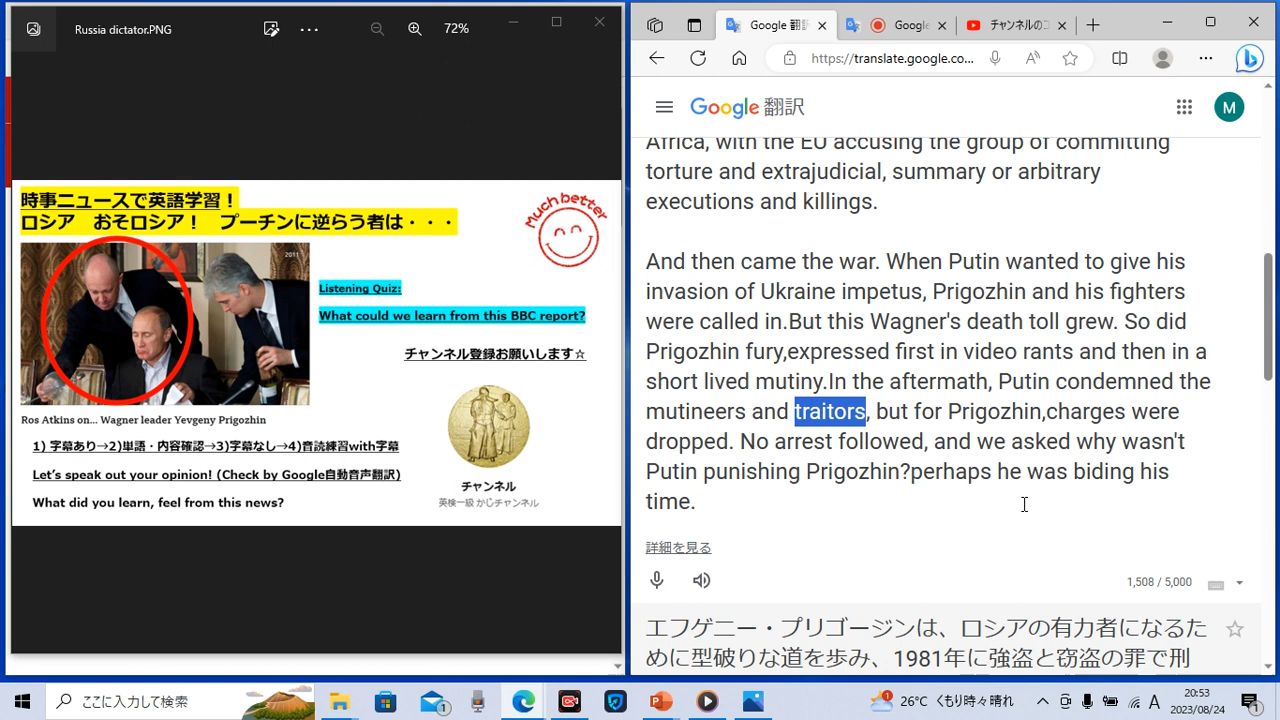 Russia dictator.PNG
72%
時事ニュースで英語学習！
ロシア　おそロシア！　プーチンに逆らう者は・・・
Much better
2011
Listening Quiz:
What could we learn from this BBC report?
チャンネル登録お願いします☆
Ros Atkins on... Wagner leader Yevgeny Prigozhin
1) 字幕あり→2)単語・内容確認→3)字幕なし→4)音読練習with字幕
Let's speak out your opinion! (Check by Google自動音声翻訳)
What did you learn, feel from this news?
チャンネル
英検一級 かじチャンネル
Google 翻訳
Google
チャンネルのコ
https://translate.google.co...
Google 翻訳
M
Africa, with the EU accusing the group of committing
torture and extrajudicial, summary or arbitrary
executions and killings.
And then came the war. When Putin wanted to give his
invasion of Ukraine impetus, Prigozhin and his fighters
were called in.But this Wagner's death toll grew. So did
Prigozhin fury,expressed first in video rants and then in a
short lived mutiny.In the aftermath, Putin condemned the
mutineers and traitors, but for Prigozhin,charges were
dropped. No arrest followed, and we asked why wasn't
Putin punishing Prigozhin?perhaps he was biding his
time.
詳細を見る
1,508 / 5,000
エフゲニー・プリゴージンは、ロシアの有力者になるた
めに型破りな道を歩み、1981年に強盗と窃盗の罪で刑
ここに入力して検索
1
26°C くもり時々晴れ
A
20:53
2023/08/24
1